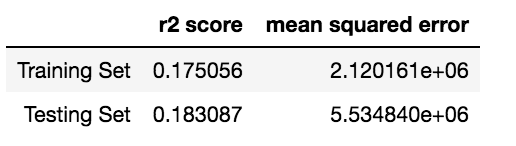 r2 score mean squared error
Training Set 0.175056 2.120161e+06
Testing Set 0.183087 5.534840e+06